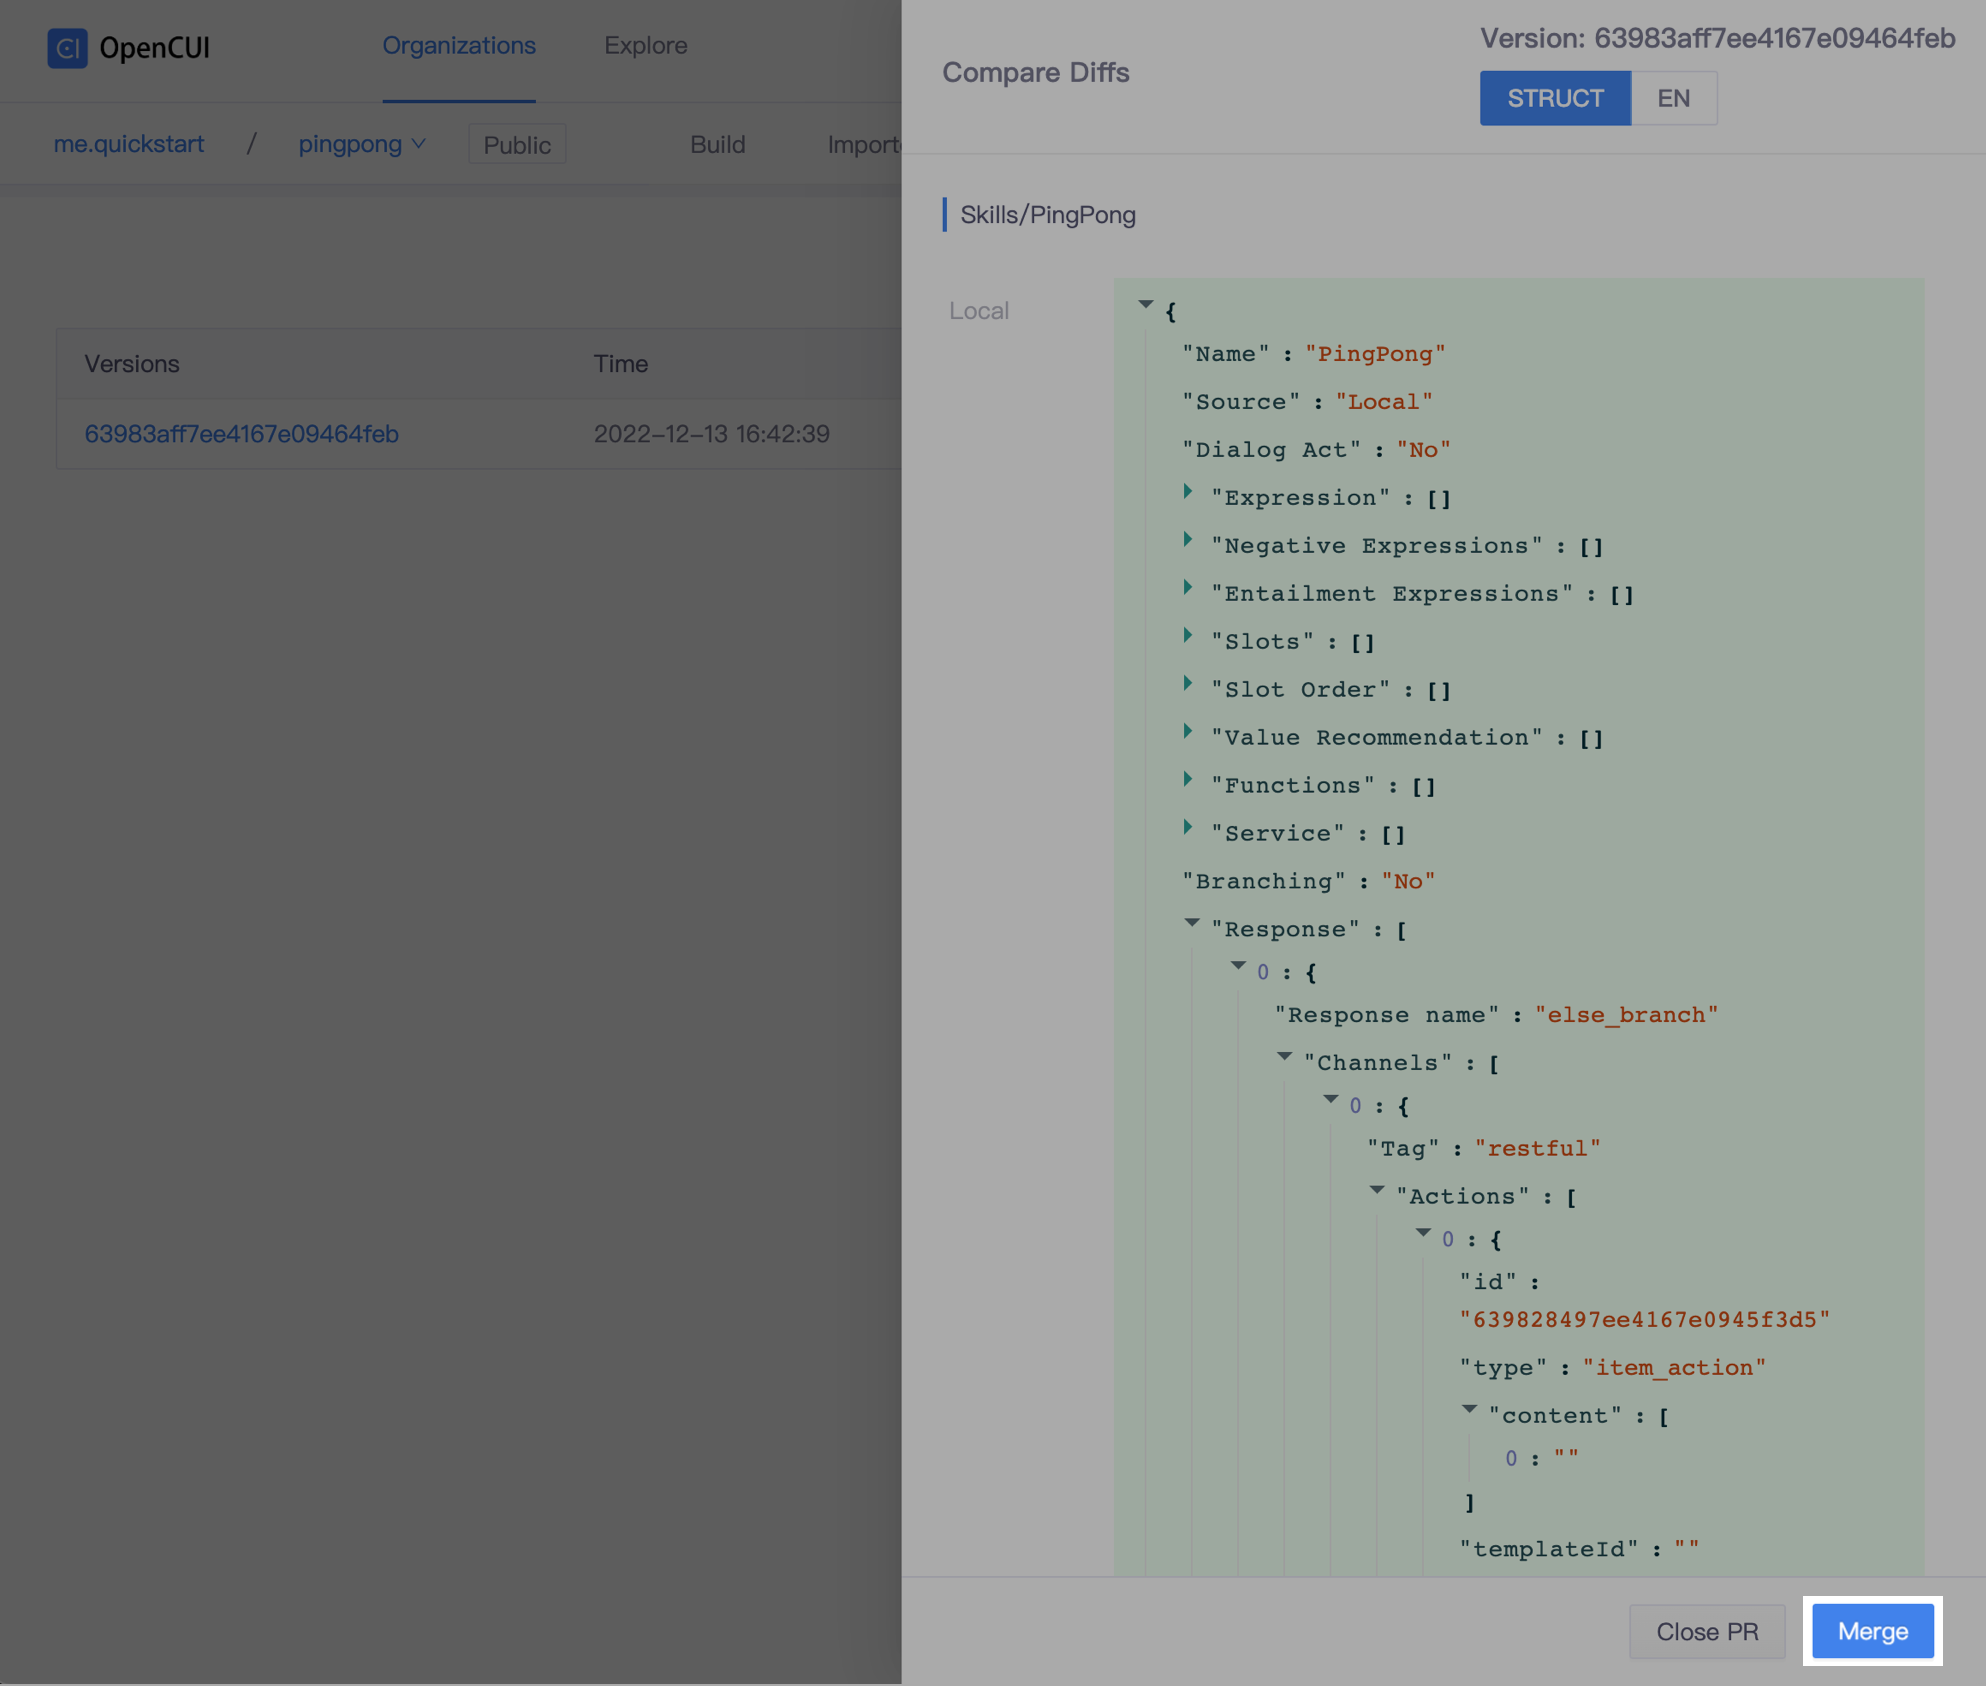 OpenCUI
Organizations
Explore
me.quickstart / pingpong
Public
Build
Import
Versions
Time
63983aff7ee4167e09464feb
2022-12-13 16:42:39
Compare Diffs
Version: 63983aff7ee4167e09464feb
STRUCT
EN
Skills/PingPong
Local
{
"Name" : "PingPong"
"Source" : "Local"
"Dialog Act" : "No"
"Expression" : []
"Negative Expressions" : []
"Entailment Expressions" : []
"Slots" : []
"Slot Order" : []
"Value Recommendation" : []
"Functions" : []
"Service" : []
"Branching" : "No"
"Response" : [
0 : {
"Response name" : "else_branch"
"Channels" : [
0 : {
"Tag" : "restful"
"Actions" : [
0 : {
"id" :
"639828497ee4167e0945f3d5"
"type" : "item_action"
"content" : [
0 : ""
]
"templateId" : ""
Close PR
Merge